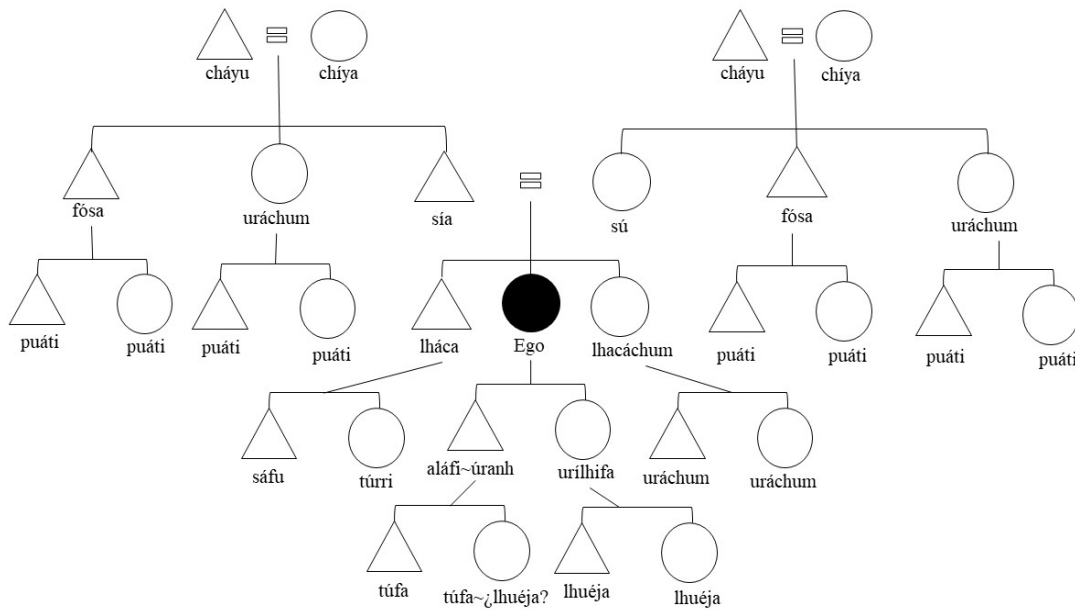 cháyu chíya cháyu chíya
fósa uráchum sía sú fósa uráchum
puáti puáti puáti puáti lháca Ego lhacáchum puáti puáti puáti puáti
sáfu túrri aláfi~úranh urílhifa uráchum uráchum
túfa túfa~¿lhuéja? lhuéja lhuéja